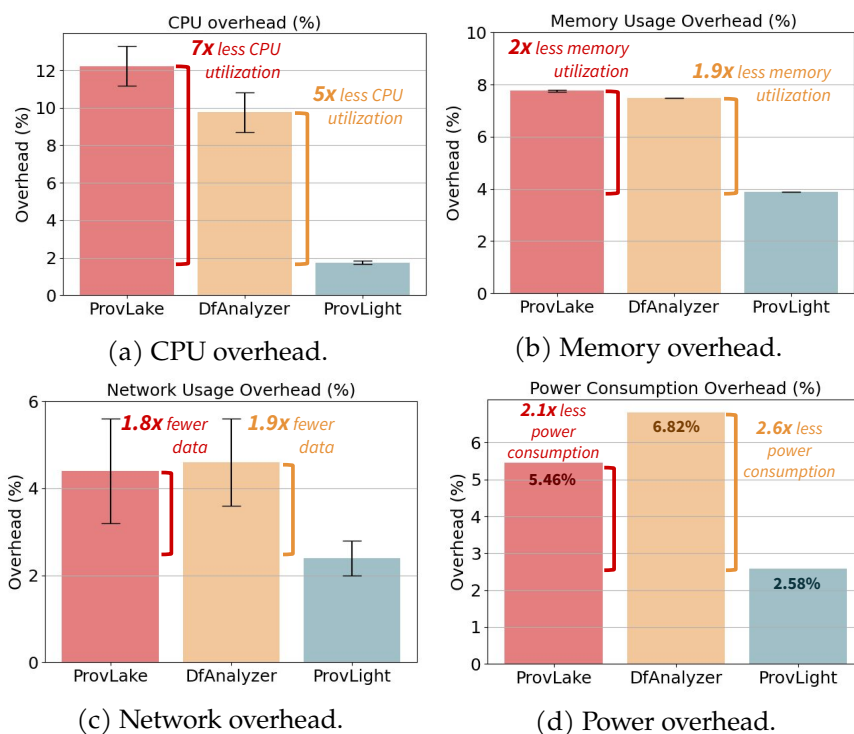 CPU overhead (%)
7x less CPU
utilization
5x less CPU
utilization
Overhead (%)
12
10
8
6
4
2
0
ProvLake
DfAnalyzer
ProvLight
(a) CPU overhead.
Memory Usage Overhead (%)
2x less memory
utilization
1.9x less memory
utilization
Overhead (%)
10
8
6
4
2
0
ProvLake
DfAnalyzer
ProvLight
(b) Memory overhead.
Network Usage Overhead (%)
1.8x fewer
data
1.9x fewer
data
Overhead (%)
6
4
2
0
ProvLake
DfAnalyzer
ProvLight
(c) Network overhead.
Power Consumption Overhead (%)
2.1x less
power
consumption
2.6x less
power
consumption
5.46%
6.82%
2.58%
Overhead (%)
6
5
4
3
2
1
0
ProvLake
DfAnalyzer
ProvLight
(d) Power overhead.